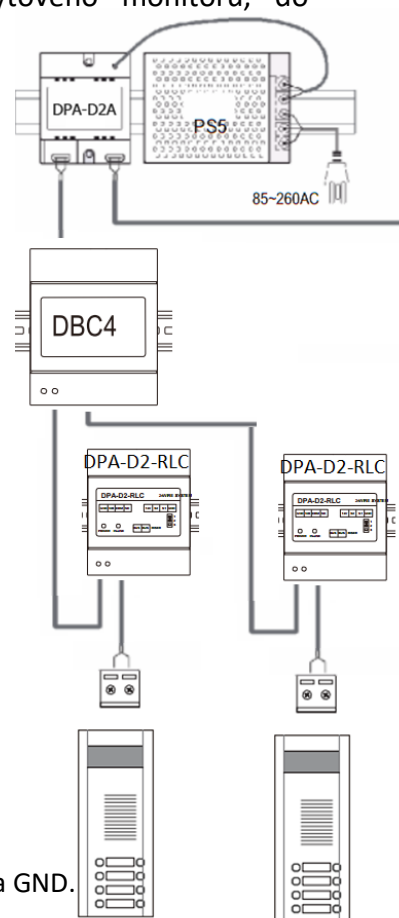 ytového monitoru, do
DPA-D2A
PS5
85~260AC
DBC4
DPA-D2-RLC
DPA-D2-RLC
DPA-D2-RLC
DPA-D2-RLC
a GND.